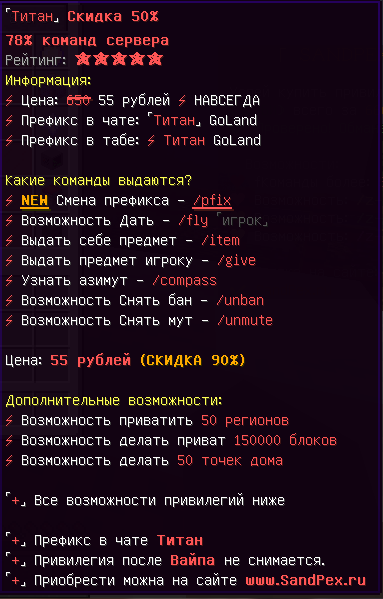 ⌜Титан⌟ Скидка 50%
78% команд сервера
Рейтинг: ★★★★★
Информация:
⚡ Цена: 650 55 рублей ⚡ НАВСЕГДА
⚡ Префикс в чате: ⌜Титан⌟ GoLand
⚡ Префикс в табе: ⚡ Титан GoLand
Какие команды выдаются?
⚡ NEW Смена префикса – /pfix
⚡ Возможность Дать – /fly ⌜игрок⌟
⚡ Выдать себе предмет – /item
⚡ Выдать предмет игроку – /give
⚡ Узнать азимут – /compass
⚡ Возможность Снять бан – /unban
⚡ Возможность Снять мут – /unmute
Цена: 55 рублей (СКИДКА 90%)
Дополнительные возможности:
⚡ Возможность приватить 50 регионов
⚡ Возможность делать приват 150000 блоков
⚡ Возможность делать 50 точек дома
⌜+⌟ Все возможности привилегий ниже
⌜+⌟ Префикс в чате Титан
⌜+⌟ Привилегия после Вайпа не снимается.
⌜+⌟ Приобрести можна на сайте www.SandPex.ru